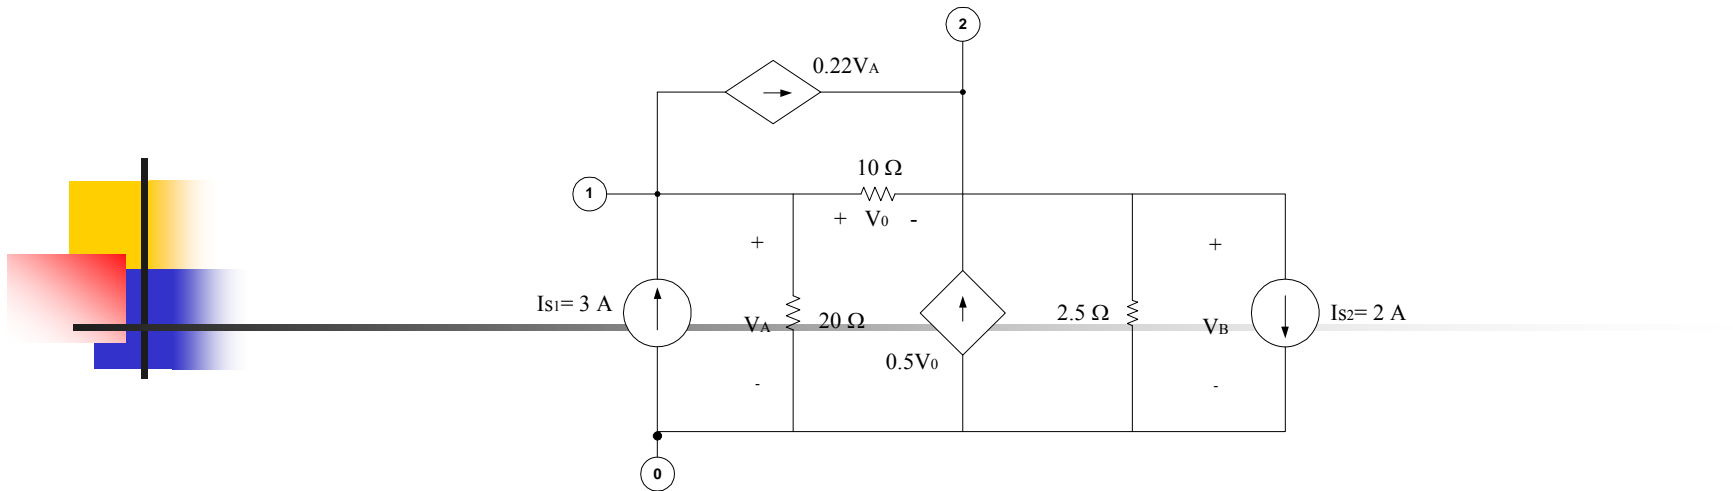 2
0.22VA
10 Ω
1
+ V0 -
+
+
Is1= 3 A
VA
20 Ω
2.5 Ω
VB
Is2= 2 A
0.5V0
-
-
0